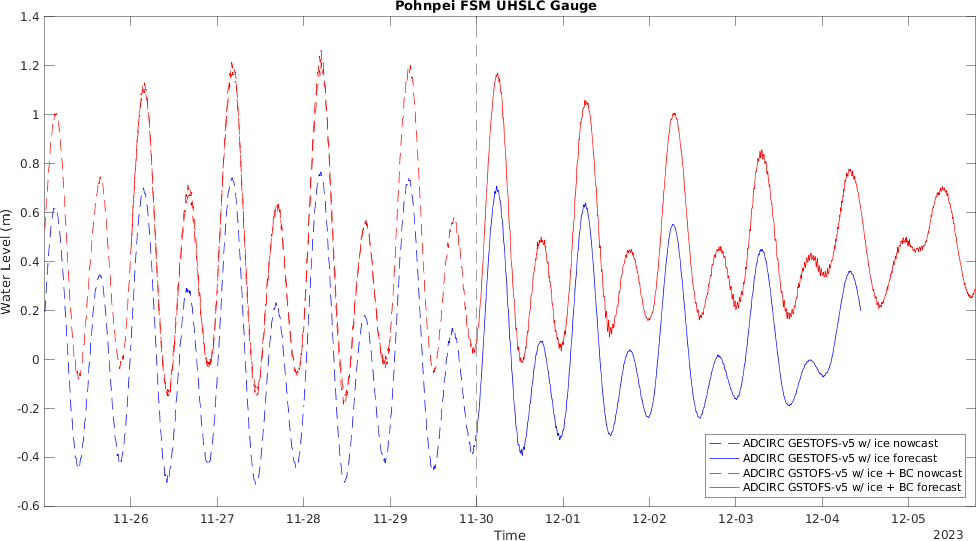 Pohnpei FSM UHSLC Gauge
1.4
1.2
1
0.8
0.6
0.4
0.2
0
-0.2
-0.4
-0.6
Water Level (m)
ADCIRC GESTOFS-v5 w/ ice nowcast
ADCIRC GESTOFS-v5 w/ ice forecast
ADCIRC GSTOFS-v5 w/ ice + BC nowcast
ADCIRC GSTOFS-v5 w/ ice + BC forecast
11-26 11-27 11-28 11-29 11-30 12-01 12-02 12-03 12-04 12-05
Time
2023